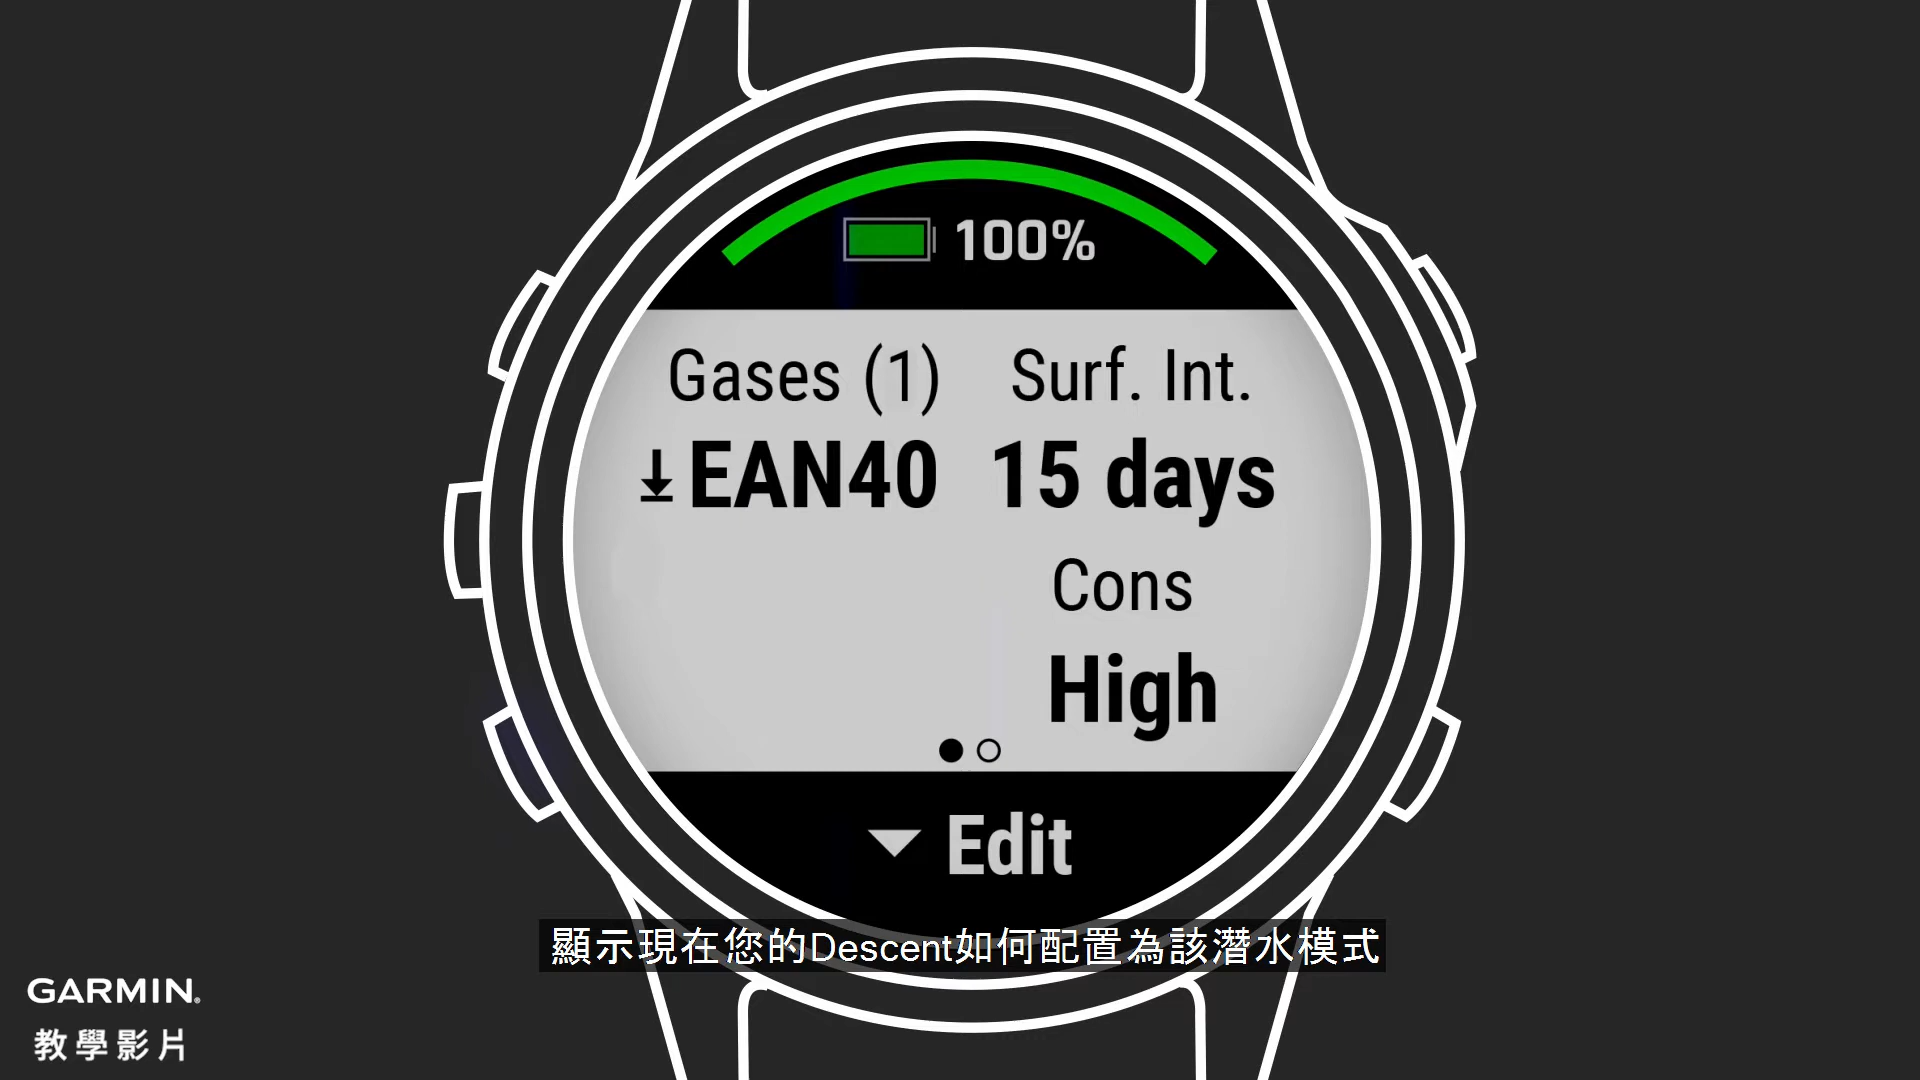 100%
Gases (1) Surf. Int.
EAN40 15 days
Cons
High
Edit
顯示現在您的Descent如何配置為該潛水模式
GARMIN®
教學影片